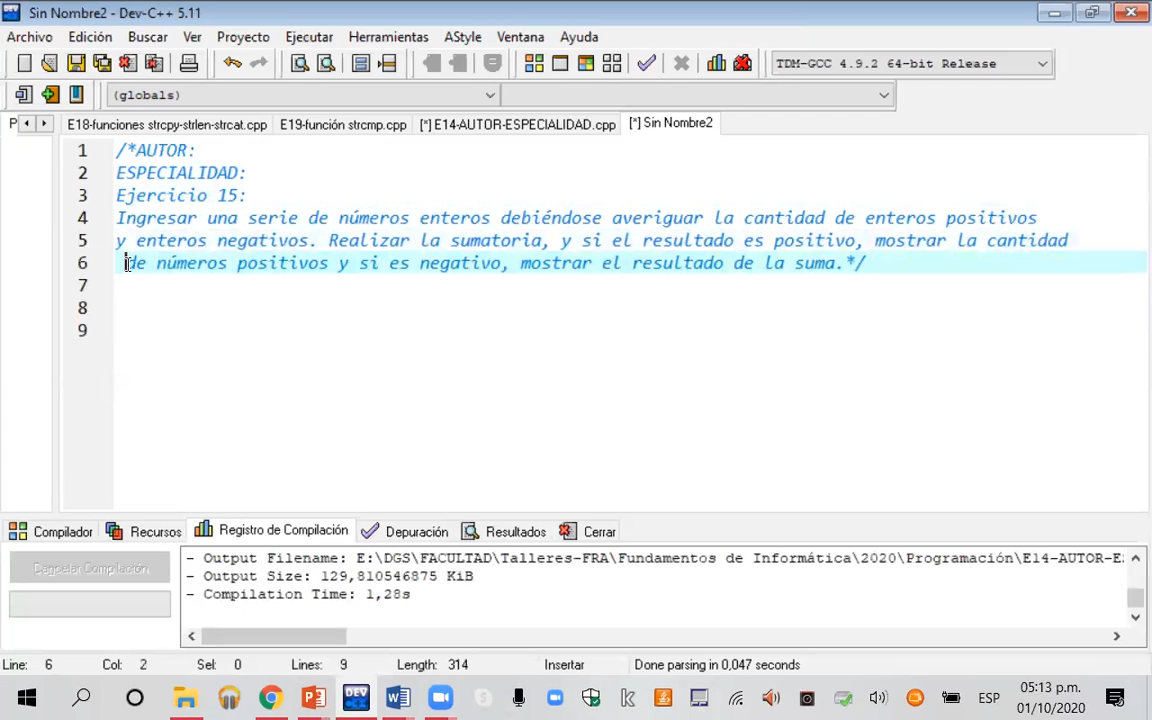 Sin Nombre2 - Dev-C++ 5.11
Archivo Edición Buscar Ver Proyecto Ejecutar Herramientas AStyle Ventana Ayuda
TDM-GCC 4.9.2 64-bit Release
(globals)
P E18-funciones strcpy-strlen-strcat.cpp E19-función strcmp.cpp [*] E14-AUTOR-ESPECIALIDAD.cpp [*] Sin Nombre2
1 /*AUTOR:
2 ESPECIALIDAD:
3 Ejercicio 15:
4 Ingresar una serie de números enteros debiéndose averiguar la cantidad de enteros positivos
5 y enteros negativos. Realizar la sumatoria, y si el resultado es positivo, mostrar la cantidad
6 de números positivos y si es negativo, mostrar el resultado de la suma.*/
7
8
9
Compilador Recursos Registro de Compilación Depuración Resultados Cerrar
Cancelar Compilación
- Output Filename: E:\DGS\FACULTAD\Talleres-FRA\Fundamentos de Informática\2020\Programación\E14-AUTOR-E
- Output Size: 129,810546875 KiB
- Compilation Time: 1,28s
Line: 6 Col: 2 Sel: 0 Lines: 9 Length: 314 Insertar Done parsing in 0,047 seconds
DEV ESP 05:13 p.m.
01/10/2020